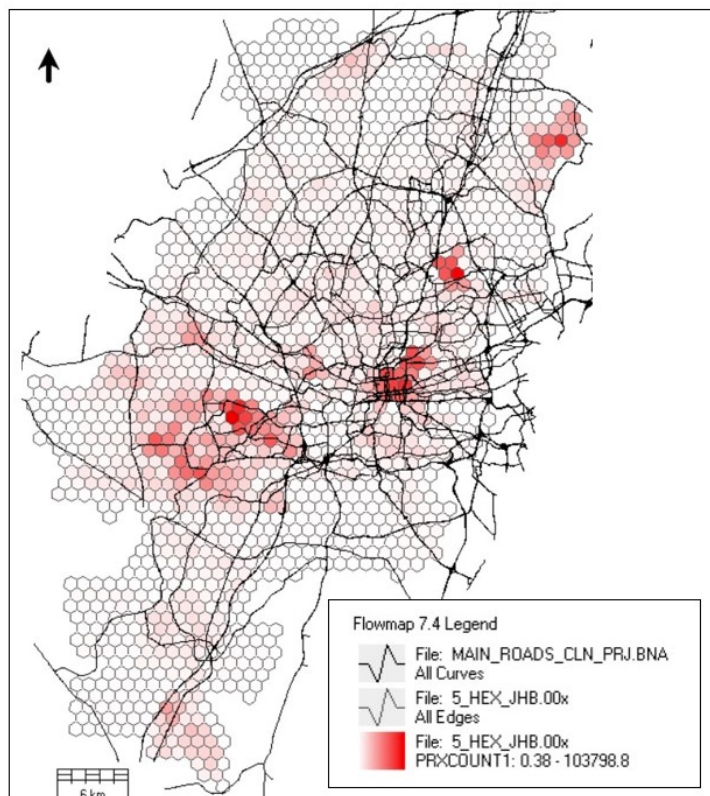 Flowmap 7.4 Legend
File: MAIN_ROADS_CLN_PRJ.BNA
All Curves
File: 5_HEX_JHB.00x
All Edges
File: 5_HEX_JHB.00x
PRXCOUNT1: 0.38 - 103798.8
6 km